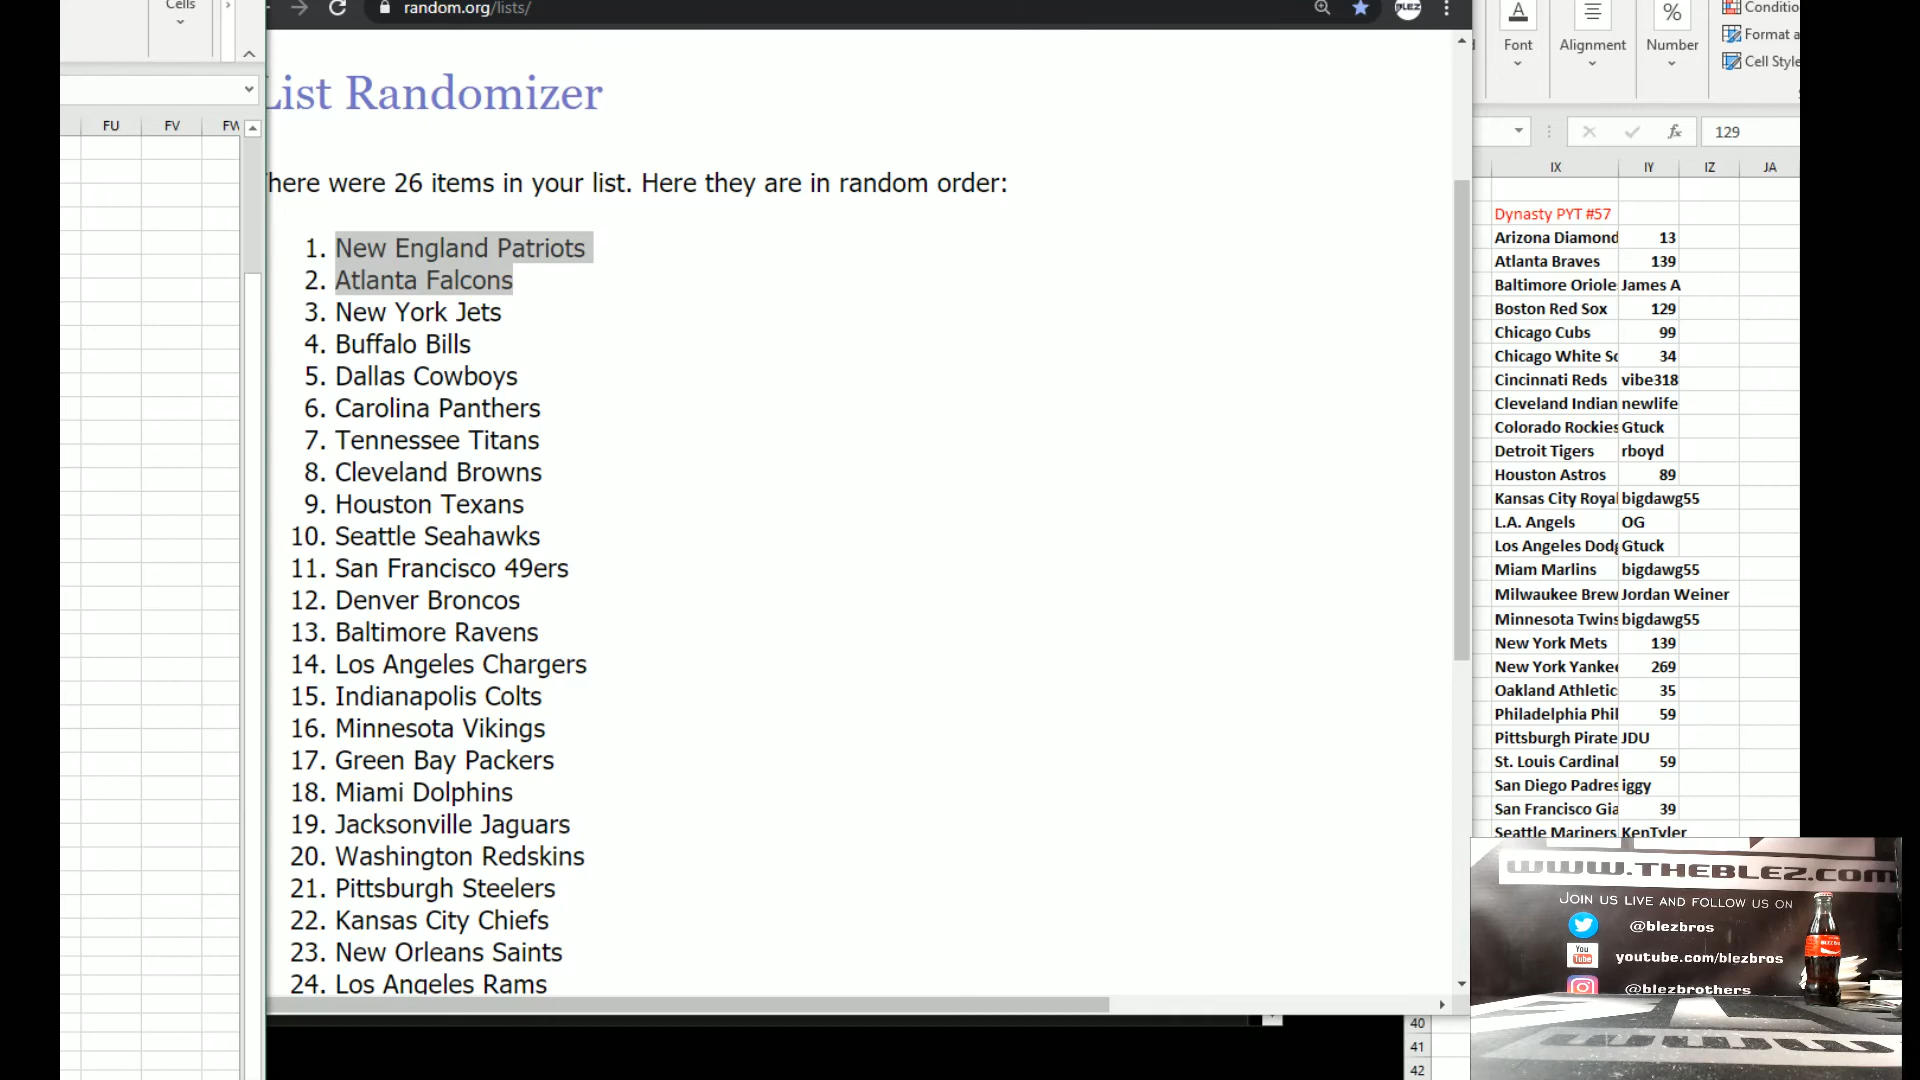 Cells
random.org/lists/
BLEZ
Font
Alignment
Number
%
Conditio
Format a
Cell Style
FU FV FW
fx 129
IX IY IZ JA
List Randomizer
There were 26 items in your list. Here they are in random order:
1. New England Patriots
2. Atlanta Falcons
3. New York Jets
4. Buffalo Bills
5. Dallas Cowboys
6. Carolina Panthers
7. Tennessee Titans
8. Cleveland Browns
9. Houston Texans
10. Seattle Seahawks
11. San Francisco 49ers
12. Denver Broncos
13. Baltimore Ravens
14. Los Angeles Chargers
15. Indianapolis Colts
16. Minnesota Vikings
17. Green Bay Packers
18. Miami Dolphins
19. Jacksonville Jaguars
20. Washington Redskins
21. Pittsburgh Steelers
22. Kansas City Chiefs
23. New Orleans Saints
24. Los Angeles Rams
Dynasty PYT #57
Arizona Diamond 13
Atlanta Braves 139
Baltimore Oriole James A
Boston Red Sox 129
Chicago Cubs 99
Chicago White So 34
Cincinnati Reds vibe318
Cleveland Indian newlife
Colorado Rockies Gtuck
Detroit Tigers rboyd
Houston Astros 89
Kansas City Royal bigdawg55
L.A. Angels OG
Los Angeles Dodg Gtuck
Miam Marlins bigdawg55
Milwaukee Brew Jordan Weiner
Minnesota Twins bigdawg55
New York Mets 139
New York Yankee 269
Oakland Athletic 35
Philadelphia Phil 59
Pittsburgh Pirate JDU
St. Louis Cardinal 59
San Diego Padres iggy
San Francisco Gia 39
Seattle Mariners KenTyler
40
41
42
WWW.THEBLEZ.COM
JOIN US LIVE AND FOLLOW US ON
@blezbros
You Tube youtube.com/blezbros
@blezbrothers